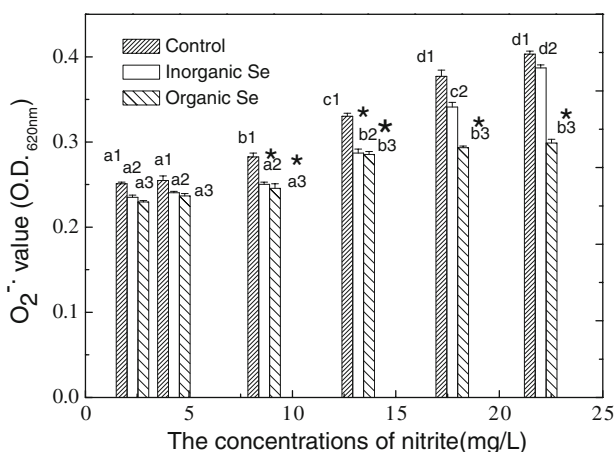 Control
Inorganic Se
Organic Se
a1
a2
a3
a1
a2
a3
b1
* *
a2
a3
c1
* *
b2
b3
d1
c2
*
b3
d1
d2
*
b3
0.4
0.3
0.2
0.1
0.0
0 5 10 15 20 25
O2−· value (O.D.620nm)
The concentrations of nitrite(mg/L)